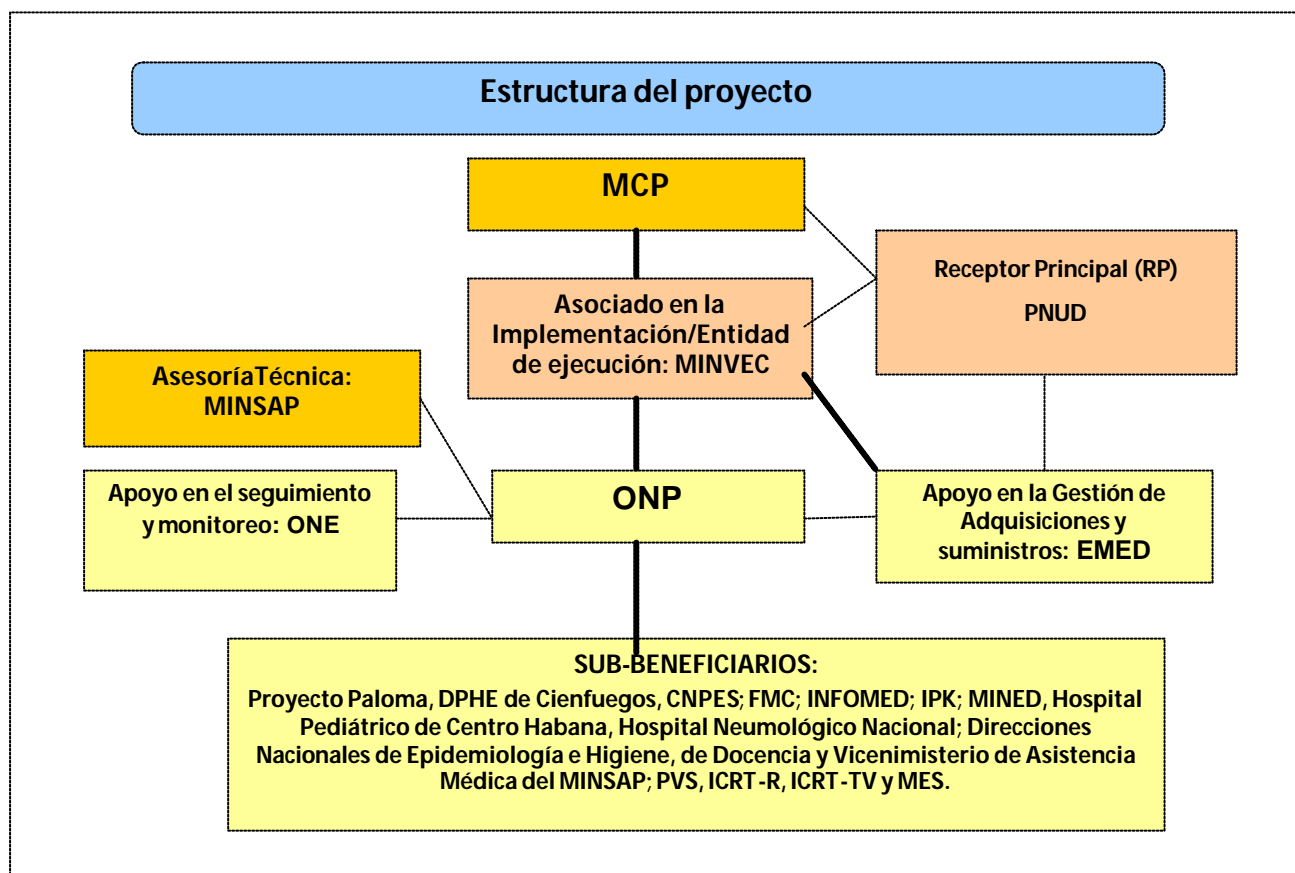 Estructura del proyecto
MCP
Receptor Principal (RP)
PNUD
Asociado en la
Implementación/Entidad
de ejecución: MINVEC
AsesoríaTécnica:
MINSAP
Apoyo en el seguimiento
y monitoreo: ONE
ONP
Apoyo en la Gestión de
Adquisiciones y
suministros: EMED
SUB-BENEFICIARIOS:
Proyecto Paloma, DPHE de Cienfuegos, CNPES; FMC; INFOMED; IPK; MINED, Hospital
Pediátrico de Centro Habana, Hospital Neumológico Nacional; Direcciones
Nacionales de Epidemiología e Higiene, de Docencia y Vicenimisterio de Asistencia
Médica del MINSAP; PVS, ICRT-R, ICRT-TV y MES.